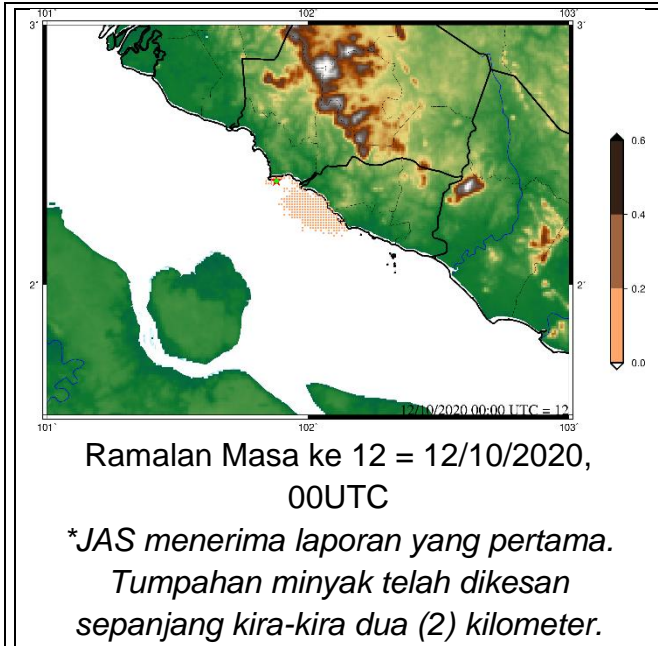 101˚ 102˚ 103˚
3˚ 3˚
0.6
0.4
2˚ 2˚
0.2
0.0
12/10/2020 00:00 UTC = 12
101˚ 102˚ 103˚
Ramalan Masa ke 12 = 12/10/2020,
00UTC
*JAS menerima laporan yang pertama.
Tumpahan minyak telah dikesan
sepanjang kira-kira dua (2) kilometer.